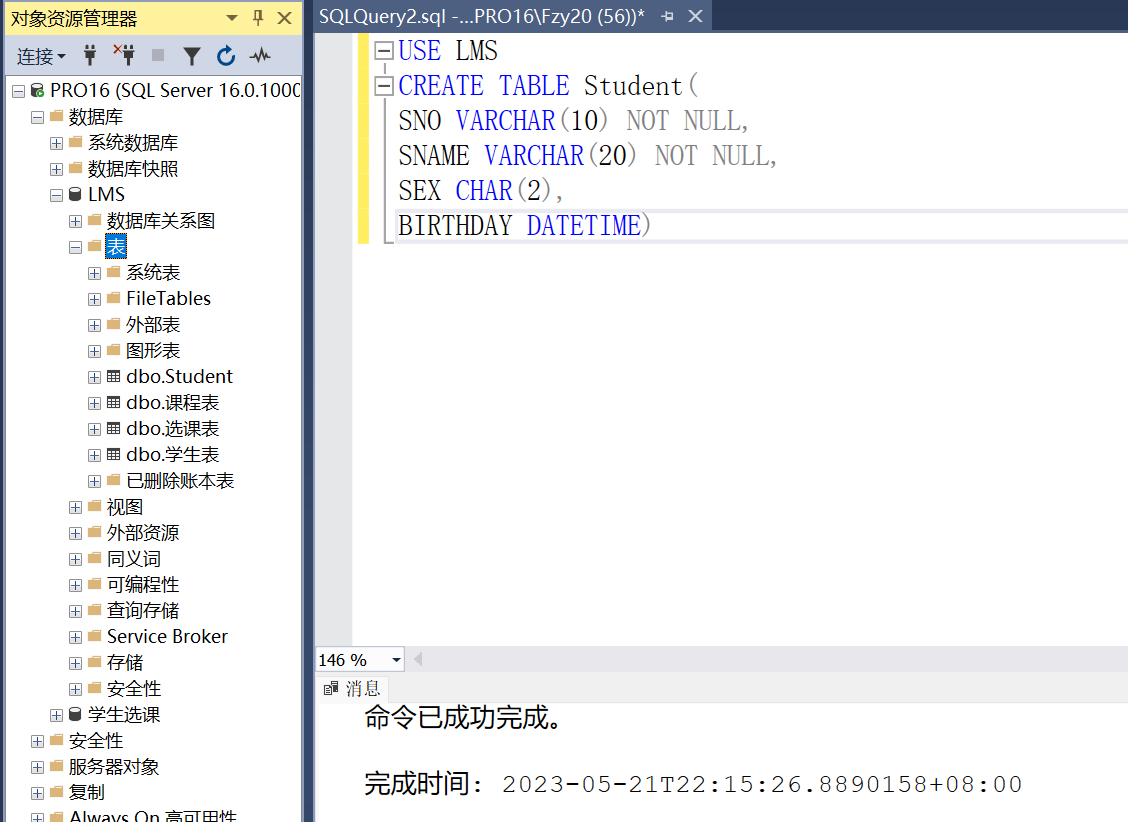 对象资源管理器
连接
PRO16 (SQL Server 16.0.1000
数据库
系统数据库
数据库快照
LMS
数据库关系图
表
系统表
FileTables
外部表
图形表
dbo.Student
dbo.课程表
dbo.选课表
dbo.学生表
已删除账本表
视图
外部资源
同义词
可编程性
查询存储
Service Broker
存储
安全性
学生选课
安全性
服务器对象
复制
Always On 高可用性
SQLQuery2.sql -...PRO16\Fzy20 (56))*
USE LMS
CREATE TABLE Student(
SNO VARCHAR(10) NOT NULL,
SNAME VARCHAR(20) NOT NULL,
SEX CHAR(2),
BIRTHDAY DATETIME)
146 %
消息
命令已成功完成。
完成时间: 2023-05-21T22:15:26.8890158+08:00